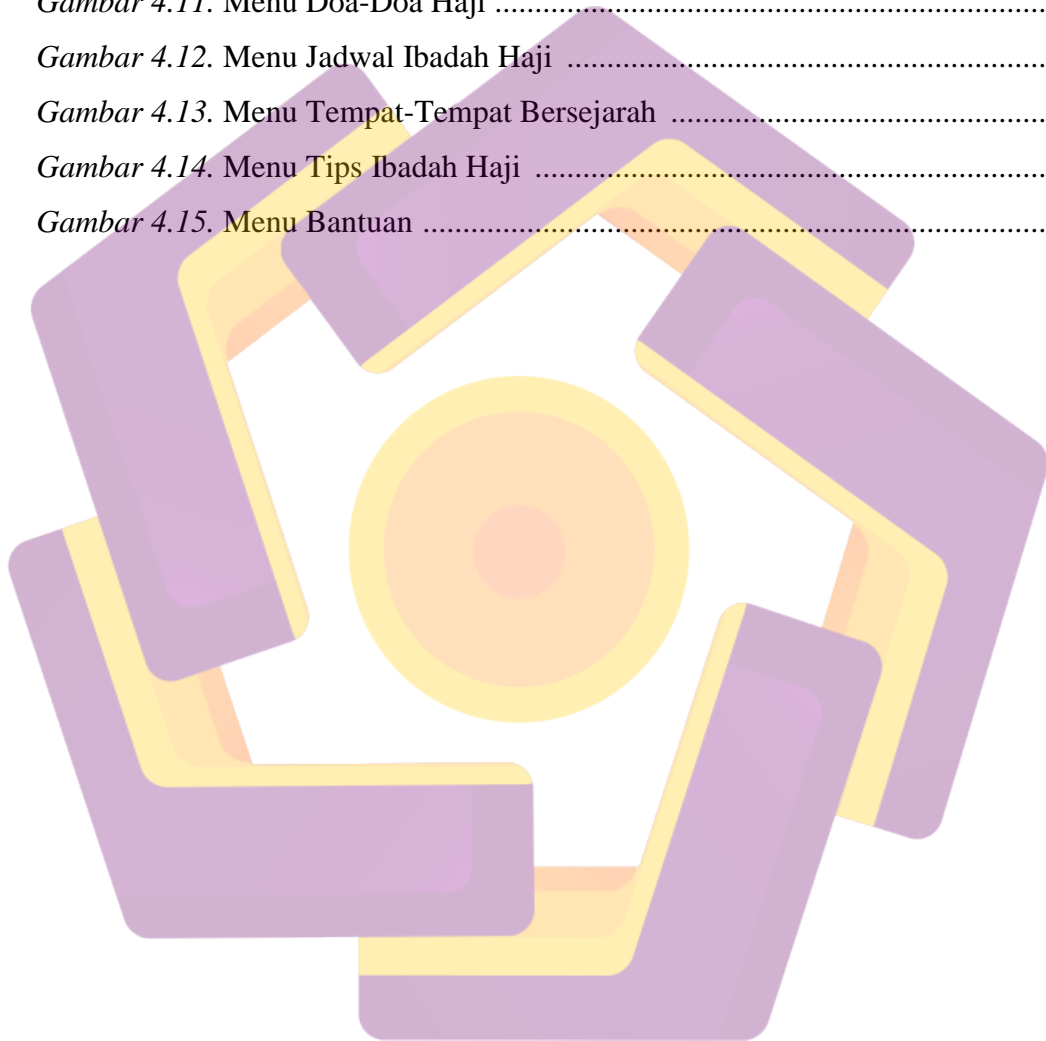 Gambar 4.11. Menu Doa-Doa Haji ......................................................................
Gambar 4.12. Menu Jadwal Ibadah Haji ............................................................
Gambar 4.13. Menu Tempat-Tempat Bersejarah ...............................................
Gambar 4.14. Menu Tips Ibadah Haji ................................................................
Gambar 4.15. Menu Bantuan ..............................................................................